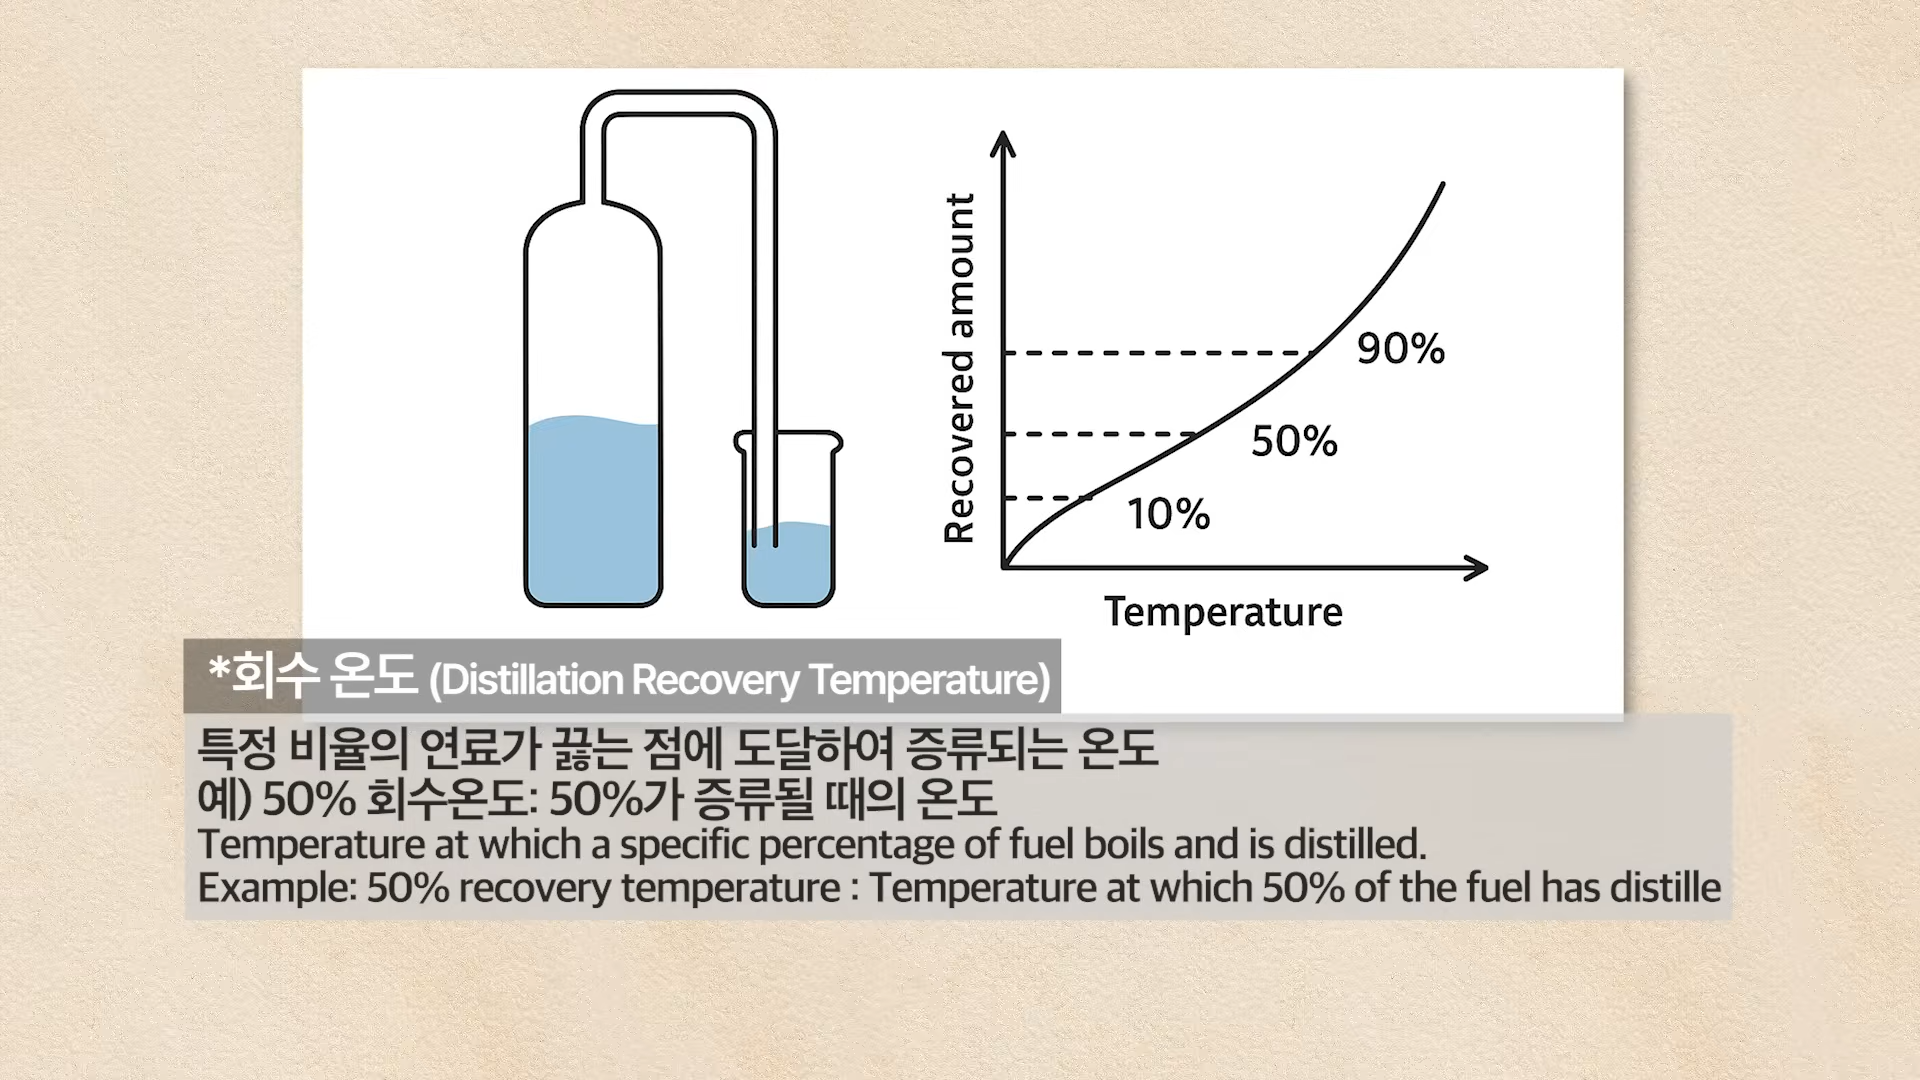 Recovered amount
90%
50%
10%
Temperature
*회수 온도 (Distillation Recovery Temperature)
특정 비율의 연료가 끓는 점에 도달하여 증류되는 온도
예) 50% 회수온도: 50%가 증류될 때의 온도
Temperature at which a specific percentage of fuel boils and is distilled.
Example: 50% recovery temperature : Temperature at which 50% of the fuel has distille